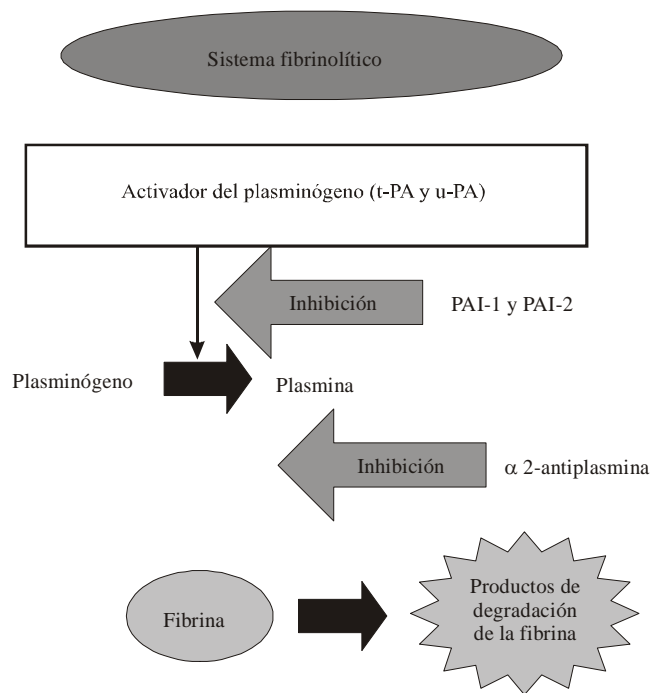 Sistema fibrinolítico
Activador del plasminógeno (t-PA y u-PA)
Inhibición
PAI-1 y PAI-2
Plasminógeno
Plasmina
Inhibición
α 2-antiplasmina
Fibrina
Productos de
degradación
de la fibrina